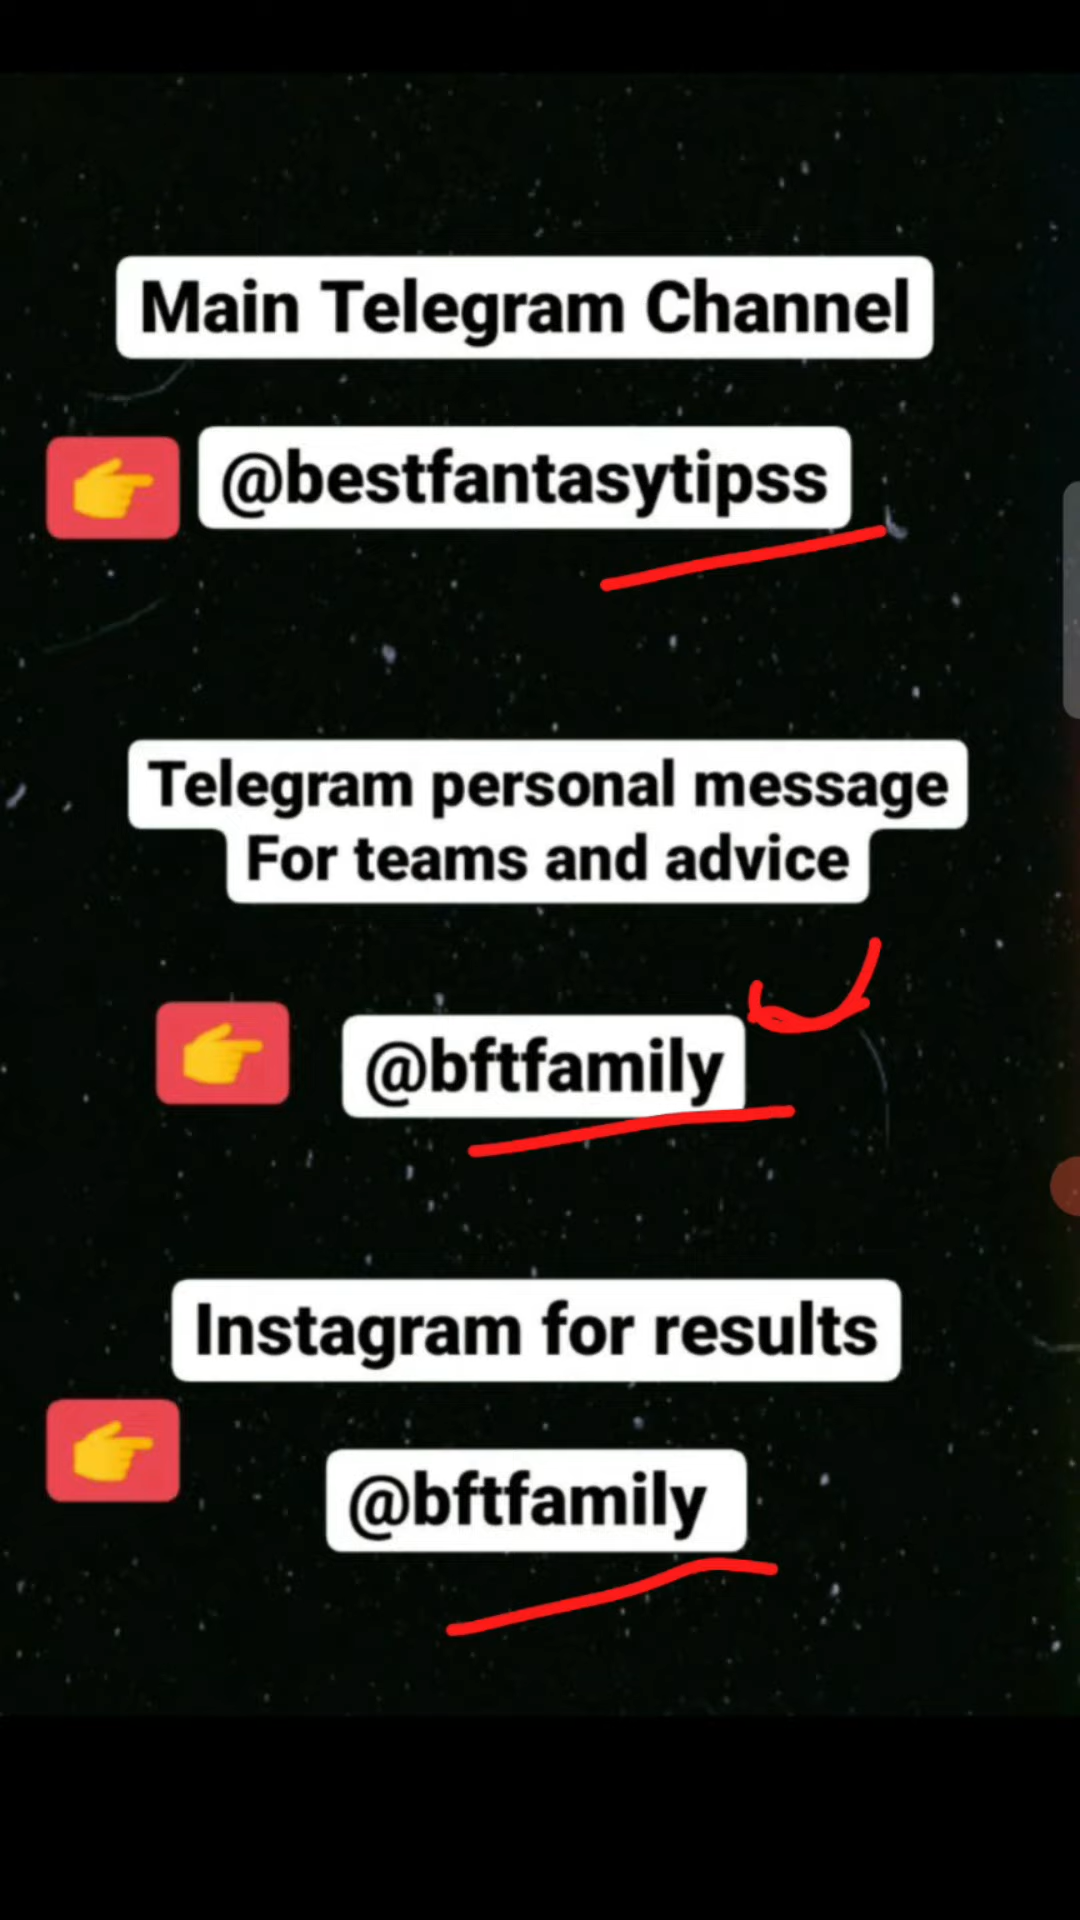 Main Telegram Channel
👉 @bestfantasytipss
Telegram personal message
For teams and advice
👉 @bftfamily
Instagram for results
👉 @bftfamily